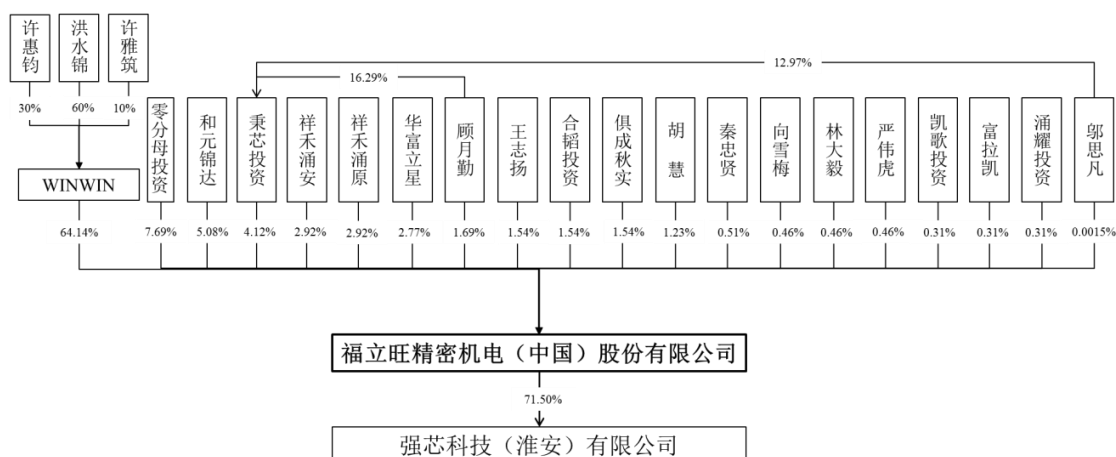 许惠钧
洪水锦
许雅筑
12.97%
16.29%
30%
60%
10%
零分母投资
和元锦达
秉芯投资
祥禾涌安
祥禾涌原
华富立星
顾月勤
王志扬
合韬投资
俱成秋实
胡 慧
秦忠贤
向雪梅
林大毅
严伟虎
凯歌投资
富拉凯
涌耀投资
邬思凡
WINWIN
64.14%
7.69%
5.08%
4.12%
2.92%
2.92%
2.77%
1.69%
1.54%
1.54%
1.54%
1.23%
0.51%
0.46%
0.46%
0.46%
0.31%
0.31%
0.31%
0.0015%
福立旺精密机电（中国）股份有限公司
71.50%
强芯科技（淮安）有限公司